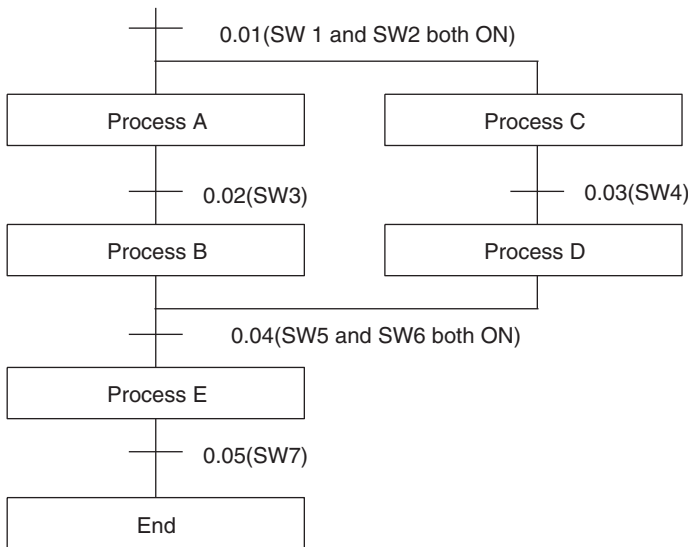 0.01(SW 1 and SW2 both ON)
Process A
Process C
0.02(SW3)
0.03(SW4)
Process B
Process D
0.04(SW5 and SW6 both ON)
Process E
0.05(SW7)
End